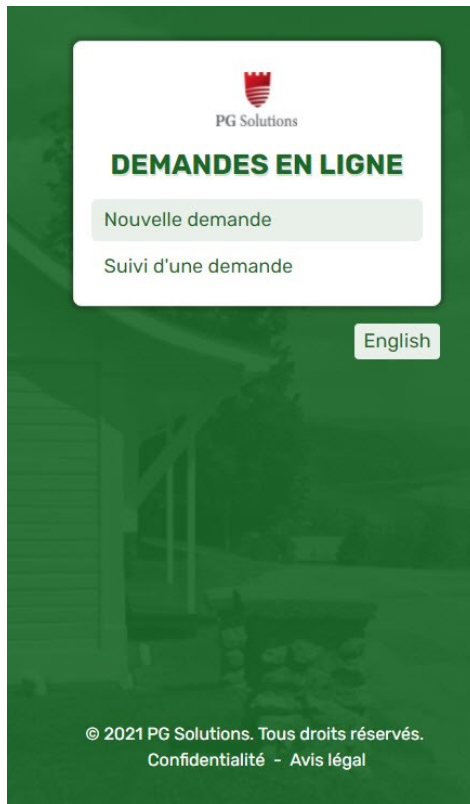 PG Solutions
DEMANDES EN LIGNE
Nouvelle demande
Suivi d'une demande
English
© 2021 PG Solutions. Tous droits réservés.
Confidentialité - Avis légal